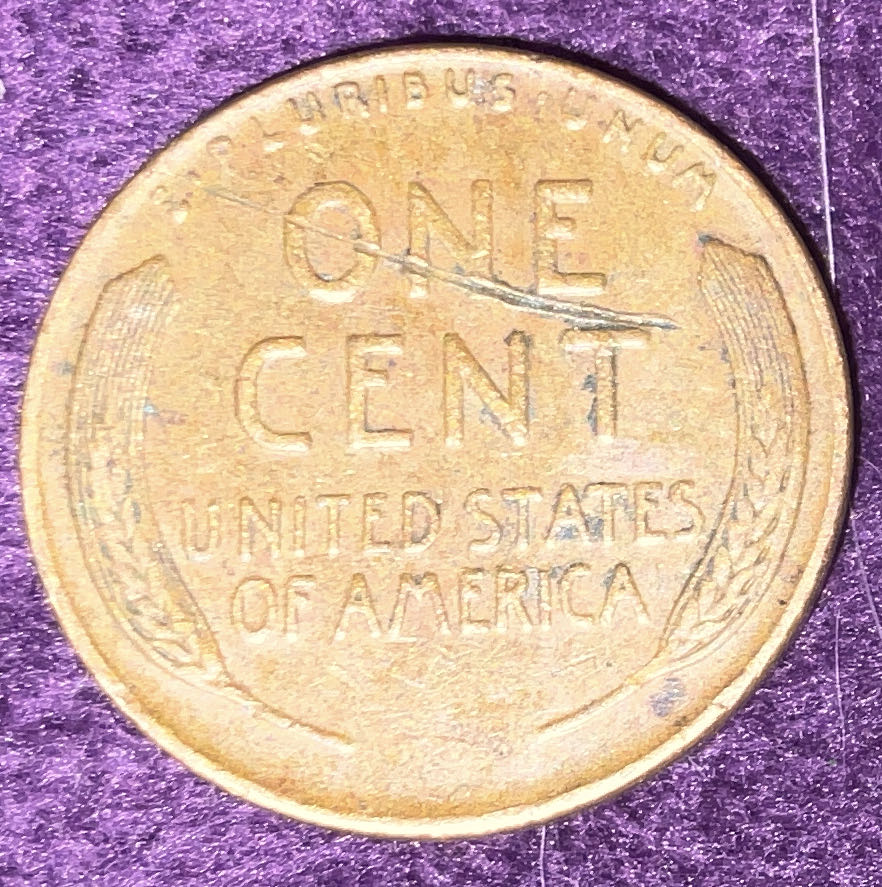 E·PLURIBUS·UNUM
ONE
CENT
UNITED STATES
OF AMERICA